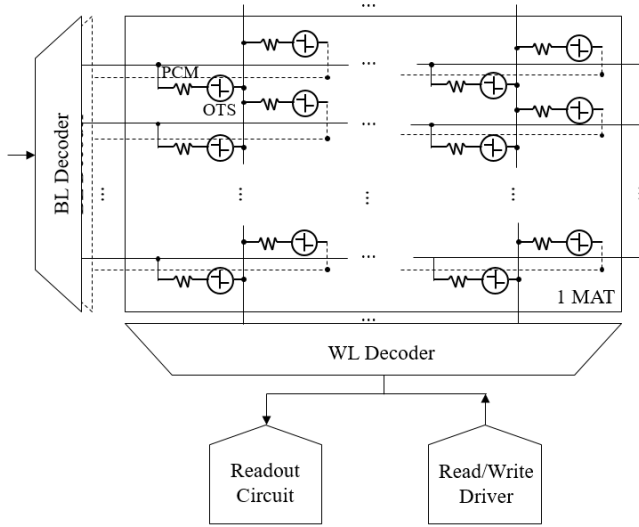 PCM
OTS
BL Decoder
1 MAT
WL Decoder
Readout
Circuit
Read/Write
Driver